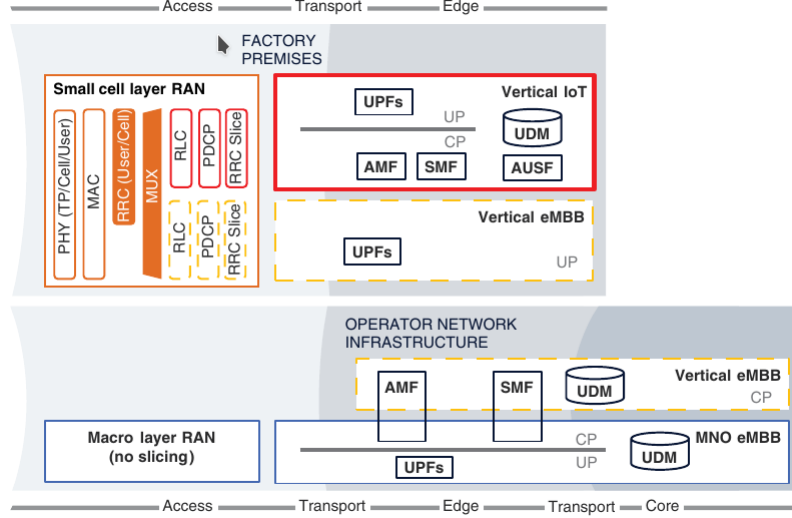 Access Transport Edge
FACTORY
PREMISES
Small cell layer RAN
PHY (TP/Cell/User)
MAC
RRC (User/Cell)
MUX
RLC
PDCP
RRC Slice
RLC
PDCP
RRC Slice
Vertical IoT
UPFs
UP
CP
UDM
AMF
SMF
AUSF
Vertical eMBB
UPFs
UP
OPERATOR NETWORK
INFRASTRUCTURE
Vertical eMBB
AMF
SMF
UDM
CP
Macro layer RAN
(no slicing)
MNO eMBB
CP
UP
UDM
UPFs
Access Transport Edge Transport Core